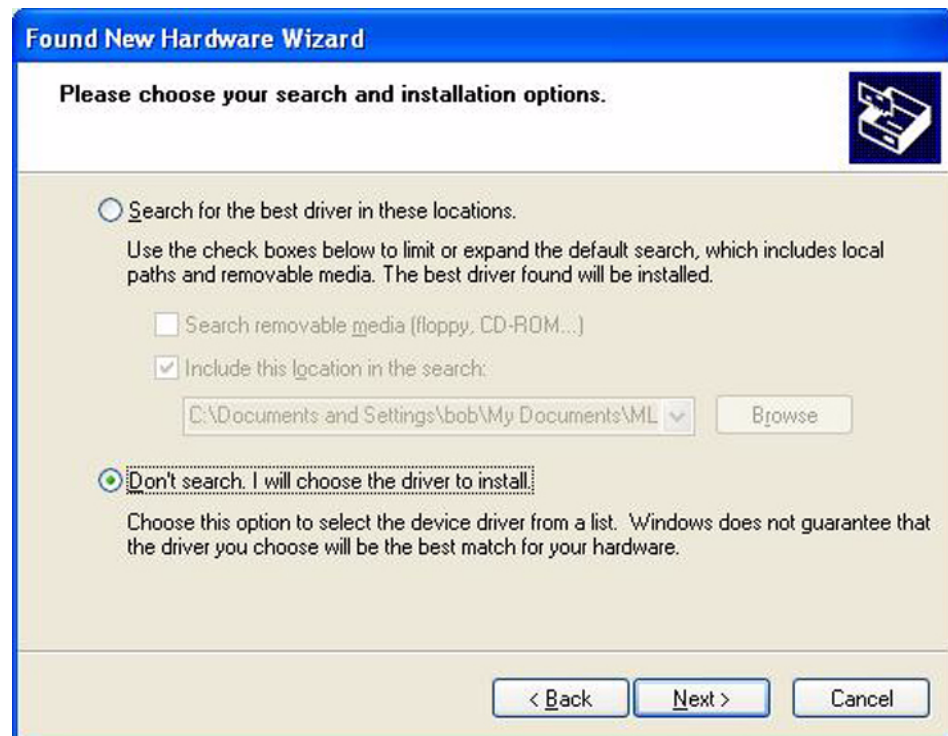 Found New Hardware Wizard
Please choose your search and installation options.
Search for the best driver in these locations.
Use the check boxes below to limit or expand the default search, which includes local
paths and removable media. The best driver found will be installed.
Search removable media (floppy, CD-ROM...)
Include this location in the search:
C:\Documents and Settings\bob\My Documents\ML
Browse
Don't search. I will choose the driver to install.
Choose this option to select the device driver from a list. Windows does not guarantee that
the driver you choose will be the best match for your hardware.
< Back
Next >
Cancel